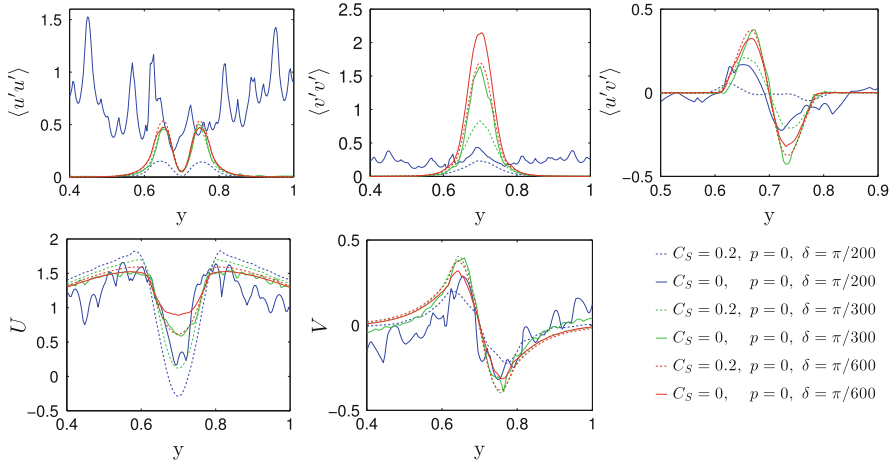 ⟨u′u′⟩
1.5
1
0.5
0
0.4 0.6 0.8 1
y
⟨v′v′⟩
2.5
2
1.5
1
0.5
0
0.4 0.6 0.8 1
y
⟨u′v′⟩
0.5
0
−0.5
0.5 0.6 0.7 0.8 0.9
y
U
2
1.5
1
0.5
0
−0.5
0.4 0.6 0.8 1
y
V
0.5
0
−0.5
0.4 0.6 0.8 1
y
C_S = 0.2, p = 0, δ = π/200
C_S = 0, p = 0, δ = π/200
C_S = 0.2, p = 0, δ = π/300
C_S = 0, p = 0, δ = π/300
C_S = 0.2, p = 0, δ = π/600
C_S = 0, p = 0, δ = π/600